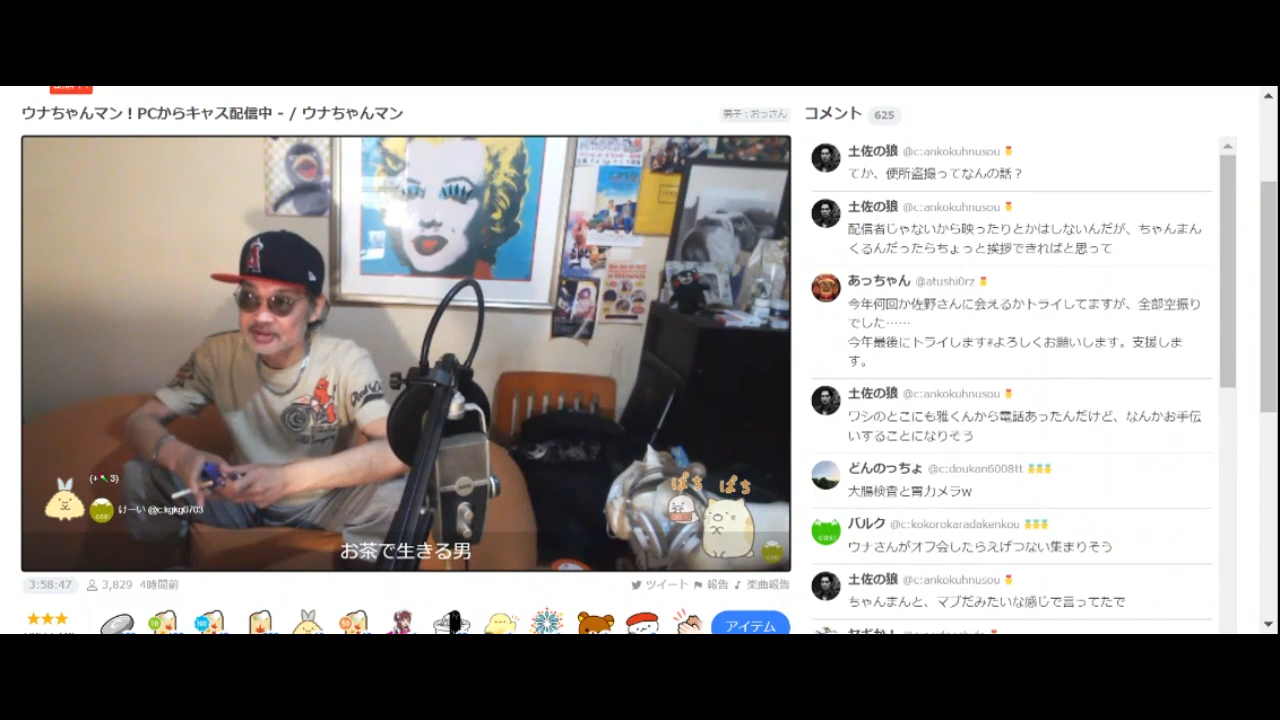 ウナちゃんマン！PCからキャス配信中 - / ウナちゃんマン
男子：おっさん
コメント 625
土佐の狼 @c:ankokuhnusou
てか、便所盗撮ってなんの話？
土佐の狼 @c:ankokuhnusou
配信者じゃないから映ったりとかはしないんだが、ちゃんまん
くるんだったらちょっと挨拶できればと思って
あっちゃん @atushi0rz
今年何回か佐野さんに会えるかトライしてますが、全部空振り
でした……
今年最後にトライします#よろしくお願いします。支援しま
す。
土佐の狼 @c:ankokuhnusou
ワシのとこにも雅くんから電話あったんだけど、なんかお手伝
いすることになりそう
どんのっちょ @c:doukan6008tt
大腸検査と胃カメラw
バルク @c:kokorokaradakenkou
ウナさんがオフ会したらえげつない集まりそう
土佐の狼 @c:ankokuhnusou
ちゃんまんと、マブだみたいな感じで言ってたで
(+ 3)
けーい @c:kgkg0703
ぱち ぱち
お茶で生きる男
3:58:47 3,829 4時間前
ツイート 報告 楽曲報告
アイテム